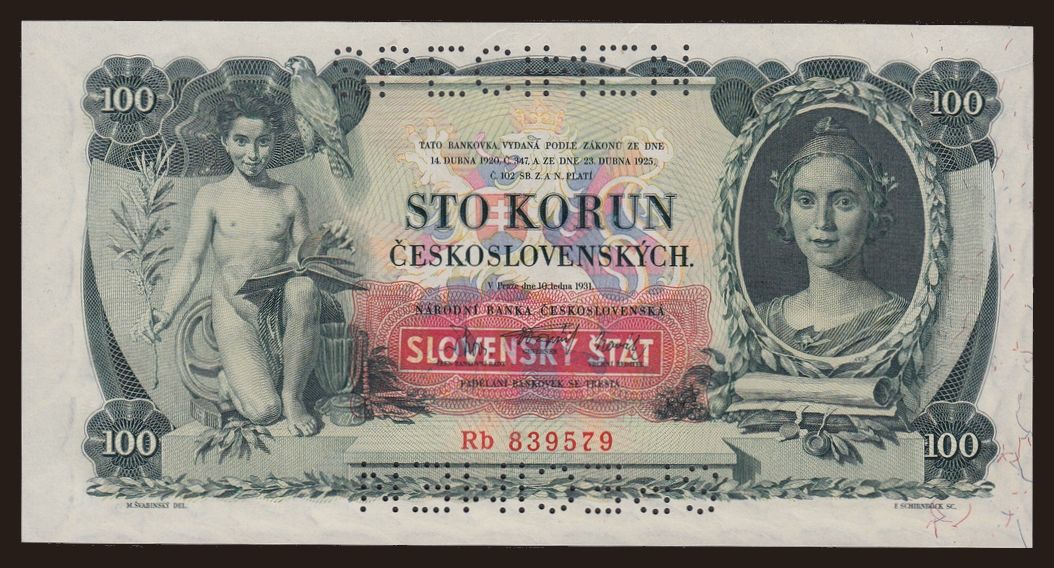 100
100
TATO BANKOVKA, VYDANÁ PODLE ZÁKONŮ ZE DNE
14. DUBNA 1920, Č. 347, A ZE DNE 23. DUBNA 1925,
Č. 102, SB. Z. A N., PLATÍ
STO KORUN
ČESKOSLOVENSKÝCH.
V Praze dne 10. ledna 1931.
NÁRODNÍ BANKA ČESKOSLOVENSKÁ
SLOVENSKÝ ŠTÁT
PADĚLÁNÍ BANKOVEK SE TRESTÁ
Rb 839579
100
100
M. ŠVABINSKÝ DEL.
F. SCHIRNBÖCK SC.